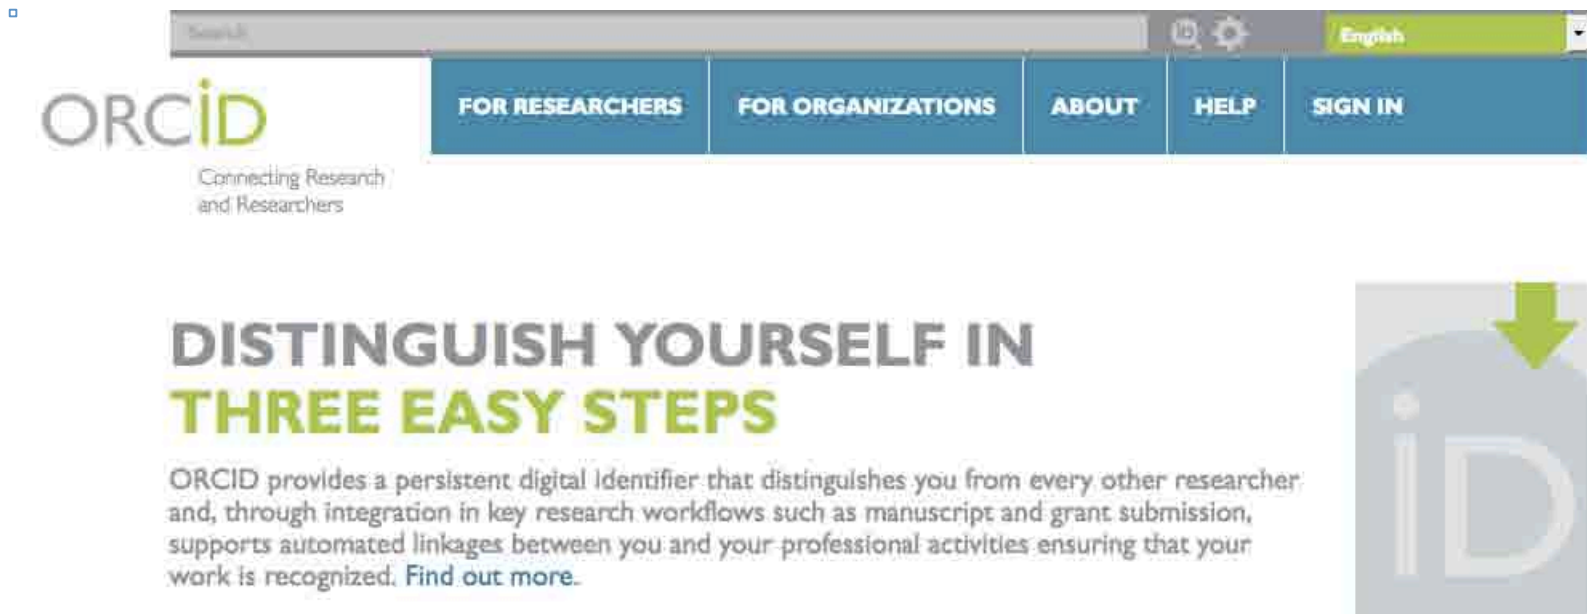 Search
English
ORCID
FOR RESEARCHERS
FOR ORGANIZATIONS
ABOUT
HELP
SIGN IN
Connecting Research
and Researchers
DISTINGUISH YOURSELF IN
THREE EASY STEPS
iD
ORCID provides a persistent digital identifier that distinguishes you from every other researcher
and, through integration in key research workflows such as manuscript and grant submission,
supports automated linkages between you and your professional activities ensuring that your
work is recognized. Find out more.